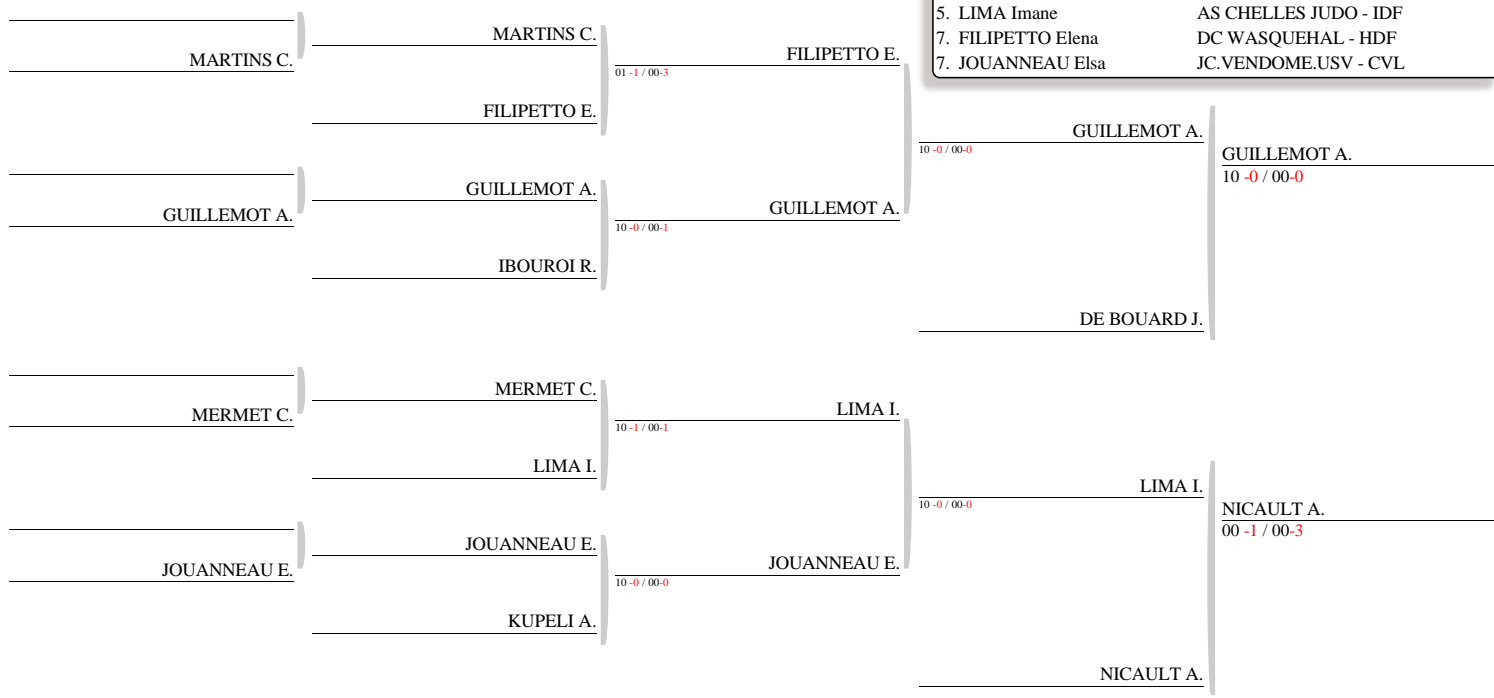 5. LIMA Imane AS CHELLES JUDO - IDF
7. FILIPETTO Elena DC WASQUEHAL - HDF
7. JOUANNEAU Elsa JC.VENDOME.USV - CVL
MARTINS C.
MARTINS C.
FILIPETTO E.
01 -1 / 00-3
FILIPETTO E.
GUILLEMOT A.
10 -0 / 00-0
GUILLEMOT A.
10 -0 / 00-0
GUILLEMOT A.
GUILLEMOT A.
GUILLEMOT A.
10 -0 / 00-1
IBOUROI R.
DE BOUARD J.
MERMET C.
MERMET C.
LIMA I.
10 -1 / 00-1
LIMA I.
LIMA I.
10 -0 / 00-0
NICAULT A.
00 -1 / 00-3
JOUANNEAU E.
JOUANNEAU E.
JOUANNEAU E.
10 -0 / 00-0
KUPELI A.
NICAULT A.